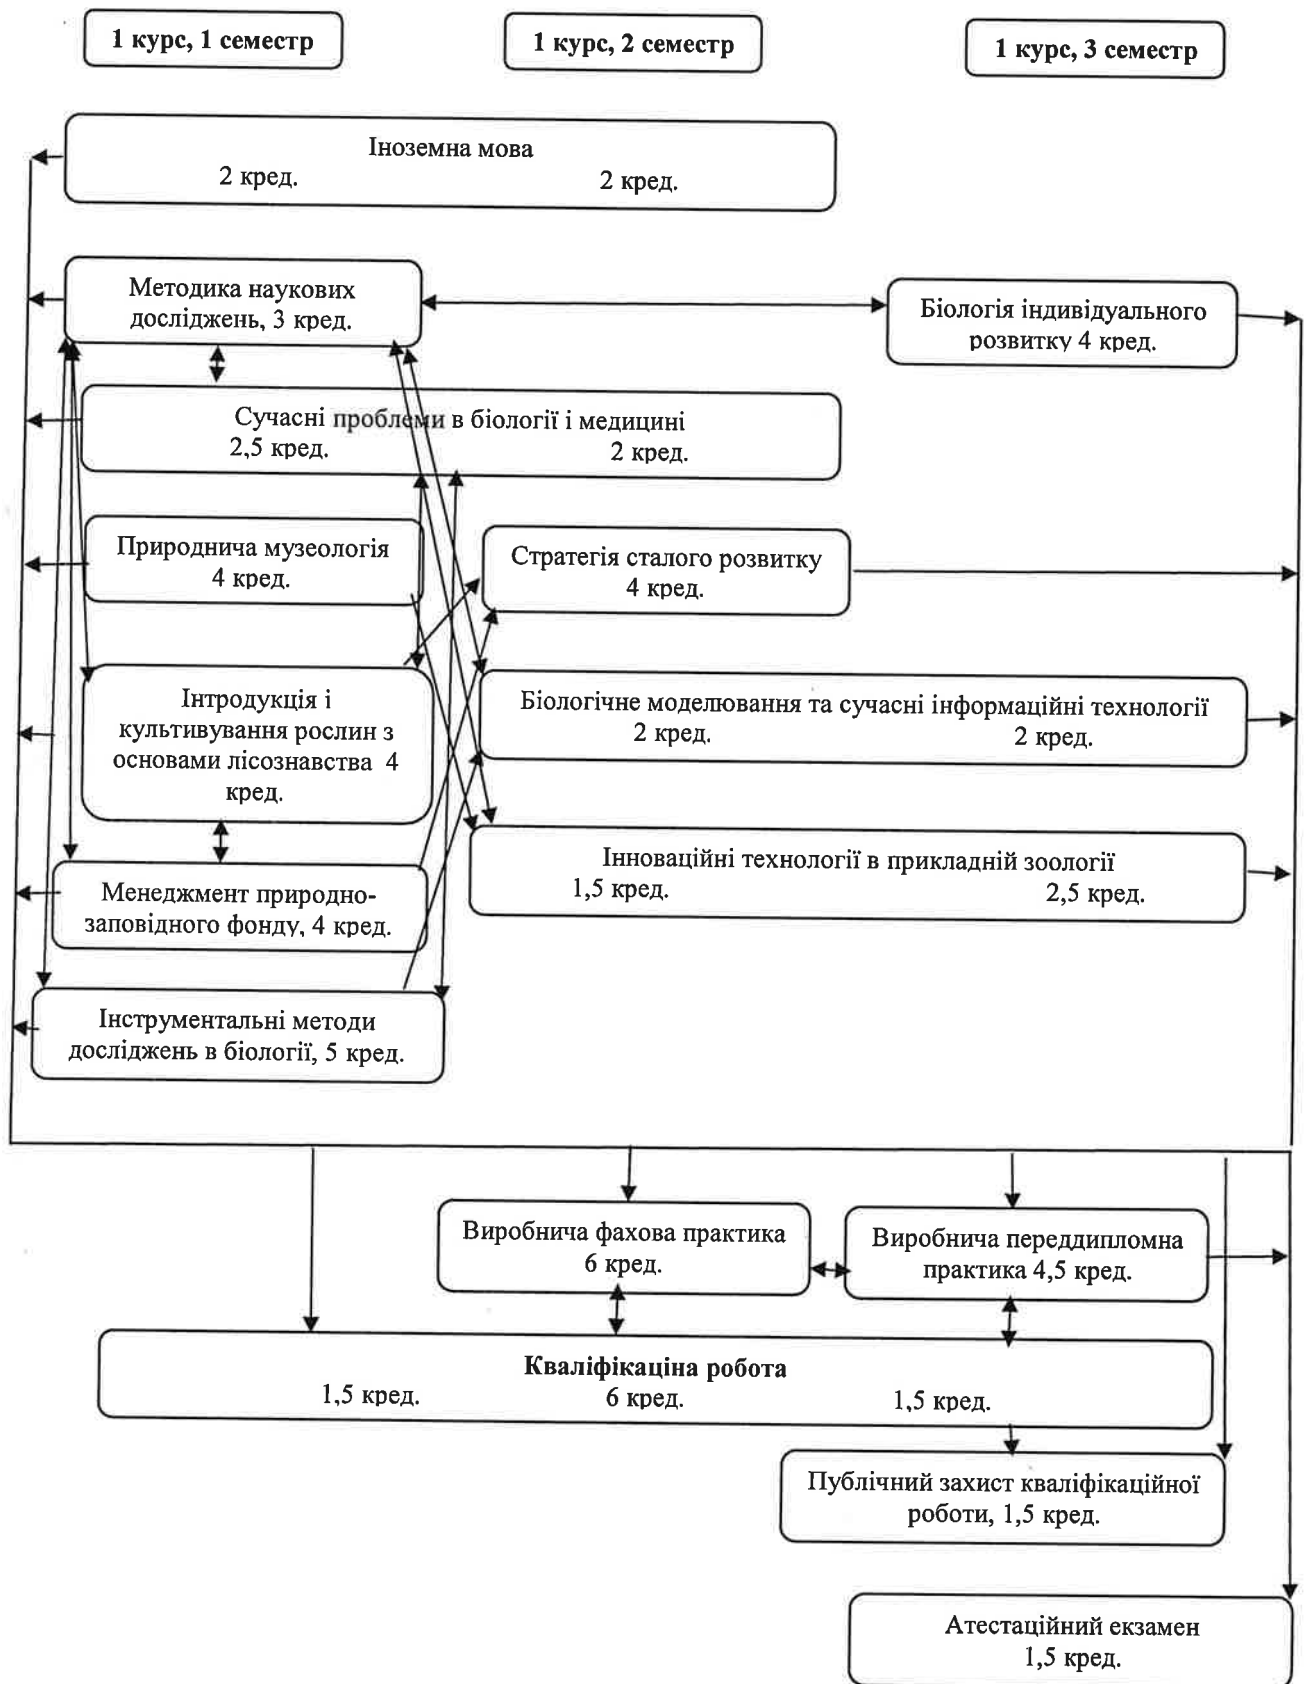 1 курс, 1 семестр
1 курс, 2 семестр
1 курс, 3 семестр
Іноземна мова
2 кред. 2 кред.
Методика наукових
досліджень, 3 кред.
Біологія індивідуального
розвитку 4 кред.
Сучасні проблеми в біології і медицині
2,5 кред. 2 кред.
Природнича музеологія
4 кред.
Стратегія сталого розвитку
4 кред.
Інтродукція і
культивування рослин з
основами лісознавства 4
кред.
Біологічне моделювання та сучасні інформаційні технології
2 кред. 2 кред.
Інноваційні технології в прикладній зоології
1,5 кред. 2,5 кред.
Менеджмент природно-
заповідного фонду, 4 кред.
Інструментальні методи
досліджень в біології, 5 кред.
Виробнича фахова практика
6 кред.
Виробнича переддипломна
практика 4,5 кред.
Кваліфікаціна робота
1,5 кред. 6 кред. 1,5 кред.
Публічний захист кваліфікаційної
роботи, 1,5 кред.
Атестаційний екзамен
1,5 кред.